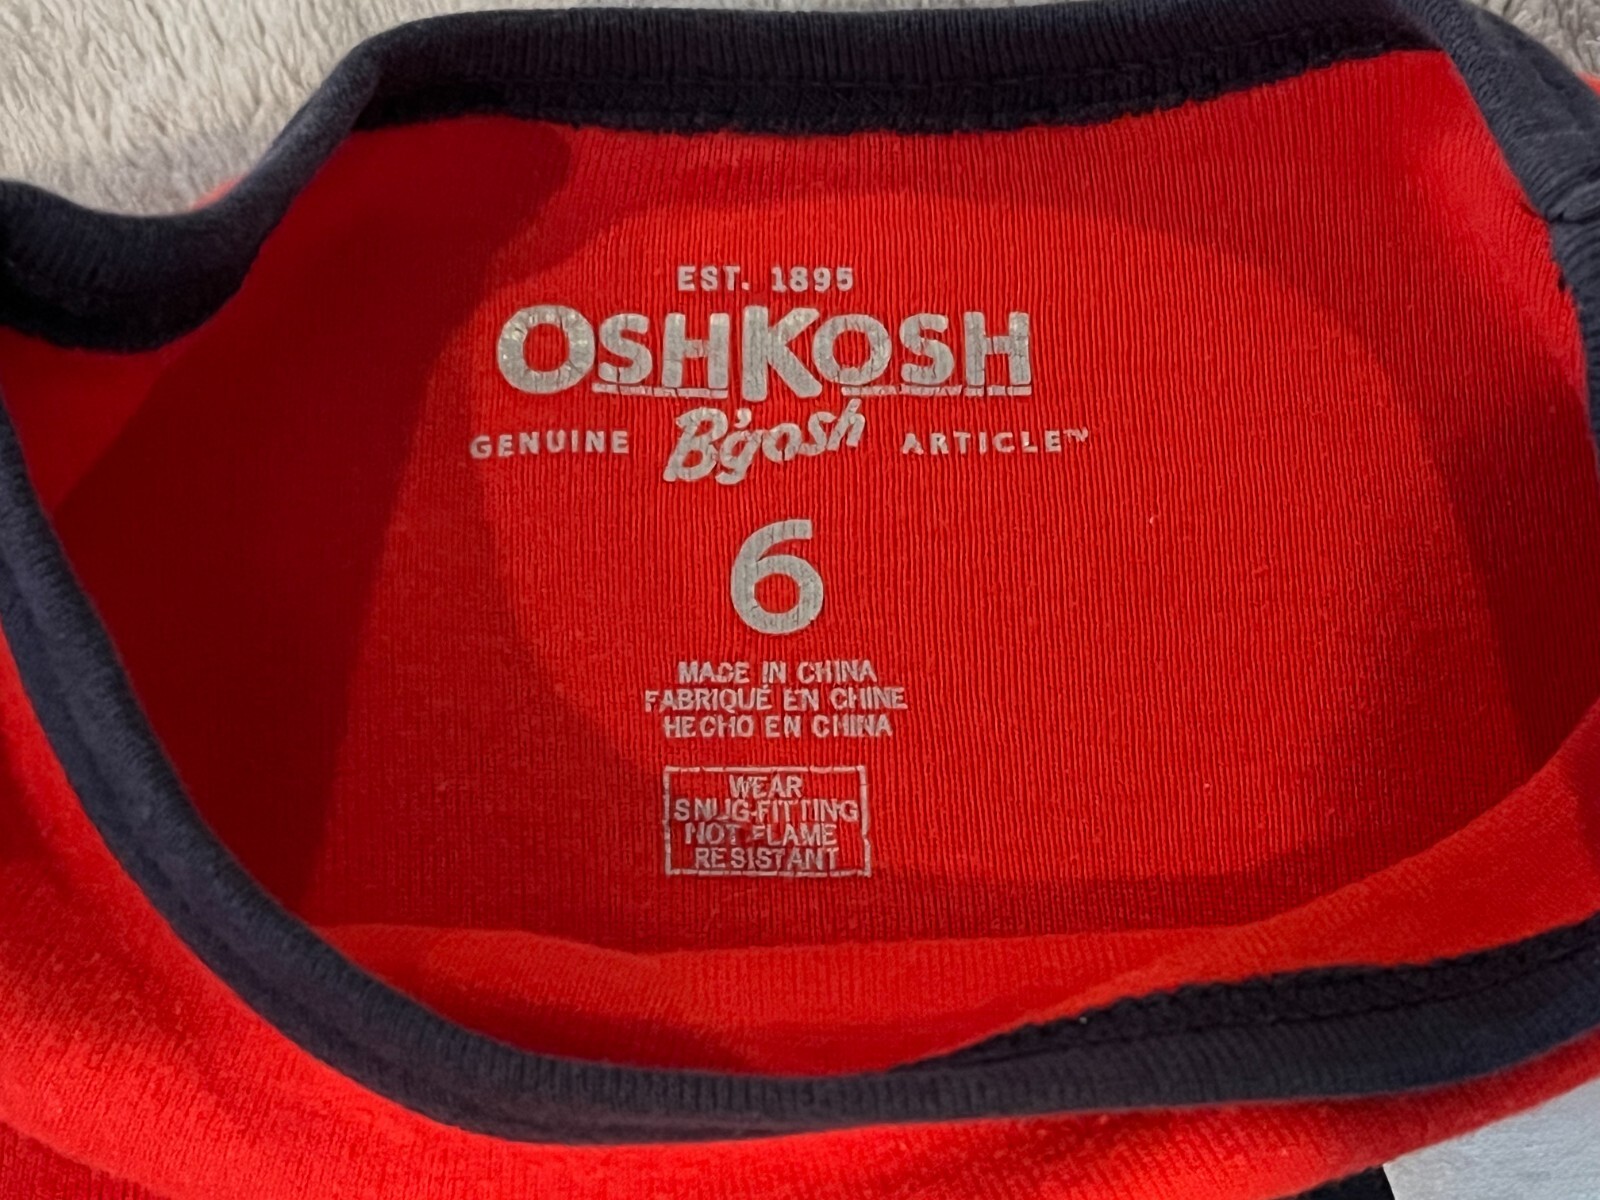 EST. 1895
OSHKOSH
GENUINE B'gosh ARTICLE™
6
MADE IN CHINA
FABRIQUÉ EN CHINE
HECHO EN CHINA
WEAR
SNUG-FITTING
NOT FLAME
RESISTANT